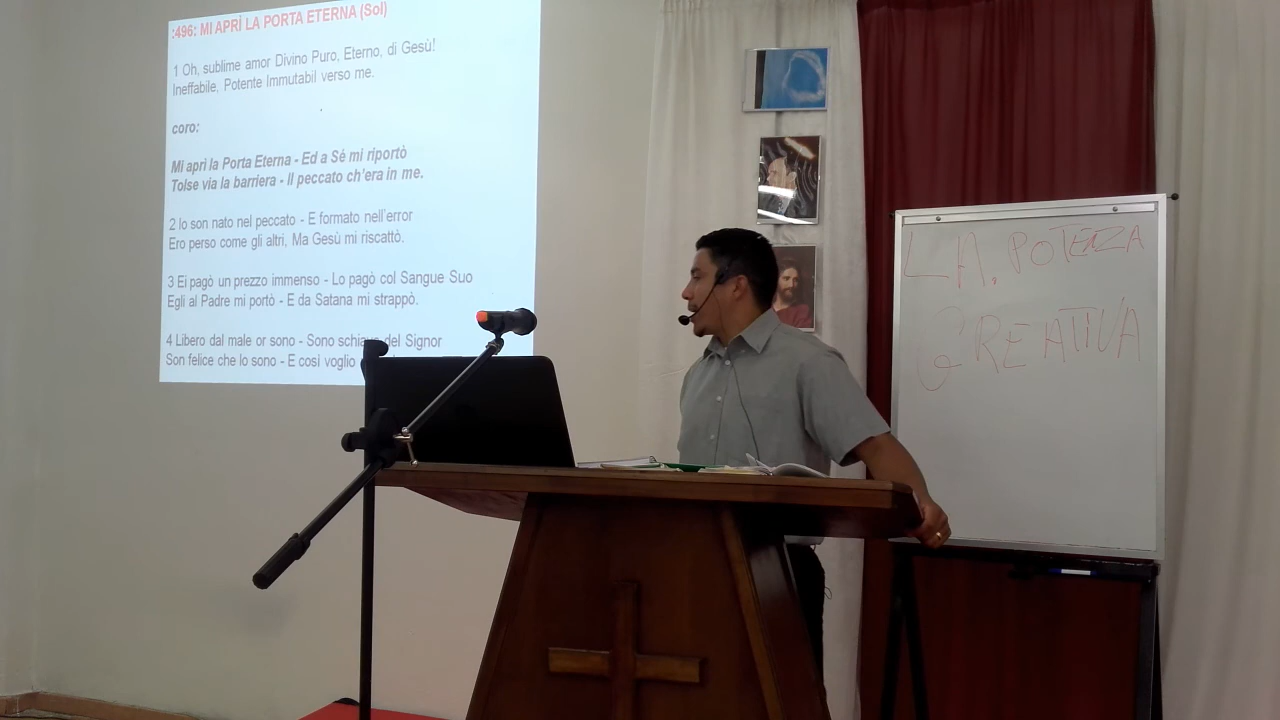 :496: MI APRÌ LA PORTA ETERNA (Sol)
1 Oh, sublime amor Divino Puro, Eterno, di Gesù!
Ineffabile, Potente Immutabil verso me.
coro:
Mi aprì la Porta Eterna - Ed a Sè mi riportò
Tolse via la barriera - Il peccato ch'era in me.
2 Io son nato nel peccato - E formato nell'error
Ero perso come gli altri, Ma Gesù mi riscattò.
3 Ei pagò un prezzo immenso - Lo pagò col Sangue Suo
Egli al Padre mi portò - E da Satana mi strappò.
4 Libero dal male or sono - Sono schiavo del Signor
Son felice che lo sono - E così voglio
LA POTENZA
CREATIVA